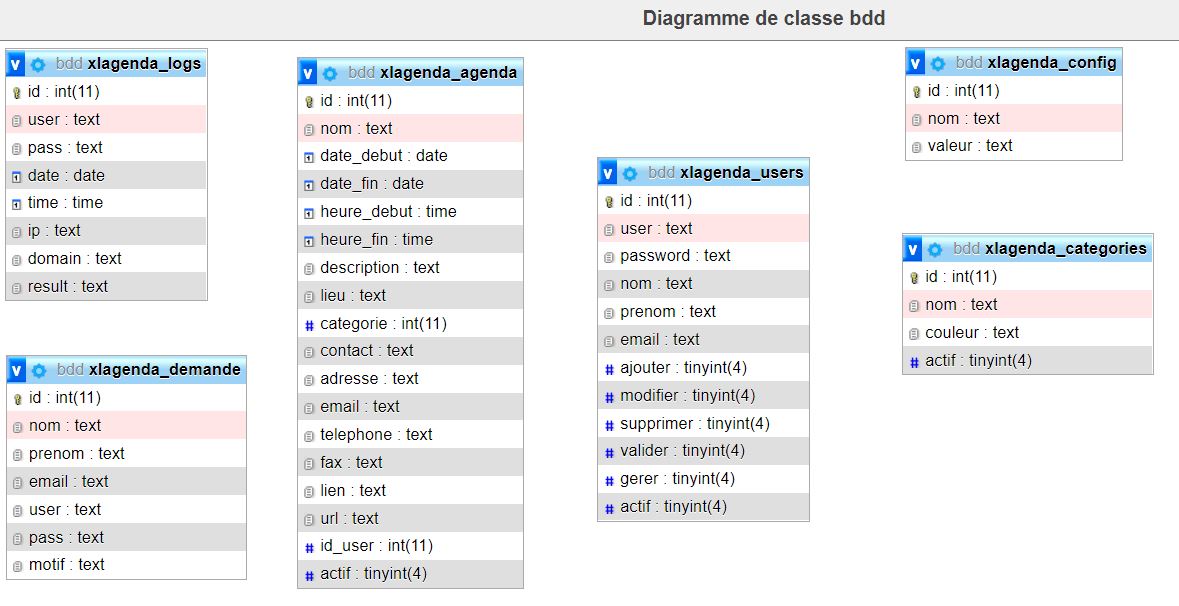 Diagramme de classe bdd
v bdd xlagenda_logs
id : int(11)
user : text
pass : text
date : date
time : time
ip : text
domain : text
result : text
v bdd xlagenda_demande
id : int(11)
nom : text
prenom : text
email : text
user : text
pass : text
motif : text
v bdd xlagenda_agenda
id : int(11)
nom : text
date_debut : date
date_fin : date
heure_debut : time
heure_fin : time
description : text
lieu : text
# categorie : int(11)
contact : text
adresse : text
email : text
telephone : text
fax : text
lien : text
url : text
# id_user : int(11)
# actif : tinyint(4)
v bdd xlagenda_users
id : int(11)
user : text
password : text
nom : text
prenom : text
email : text
# ajouter : tinyint(4)
# modifier : tinyint(4)
# supprimer : tinyint(4)
# valider : tinyint(4)
# gerer : tinyint(4)
# actif : tinyint(4)
v bdd xlagenda_config
id : int(11)
nom : text
valeur : text
v bdd xlagenda_categories
id : int(11)
nom : text
couleur : text
# actif : tinyint(4)